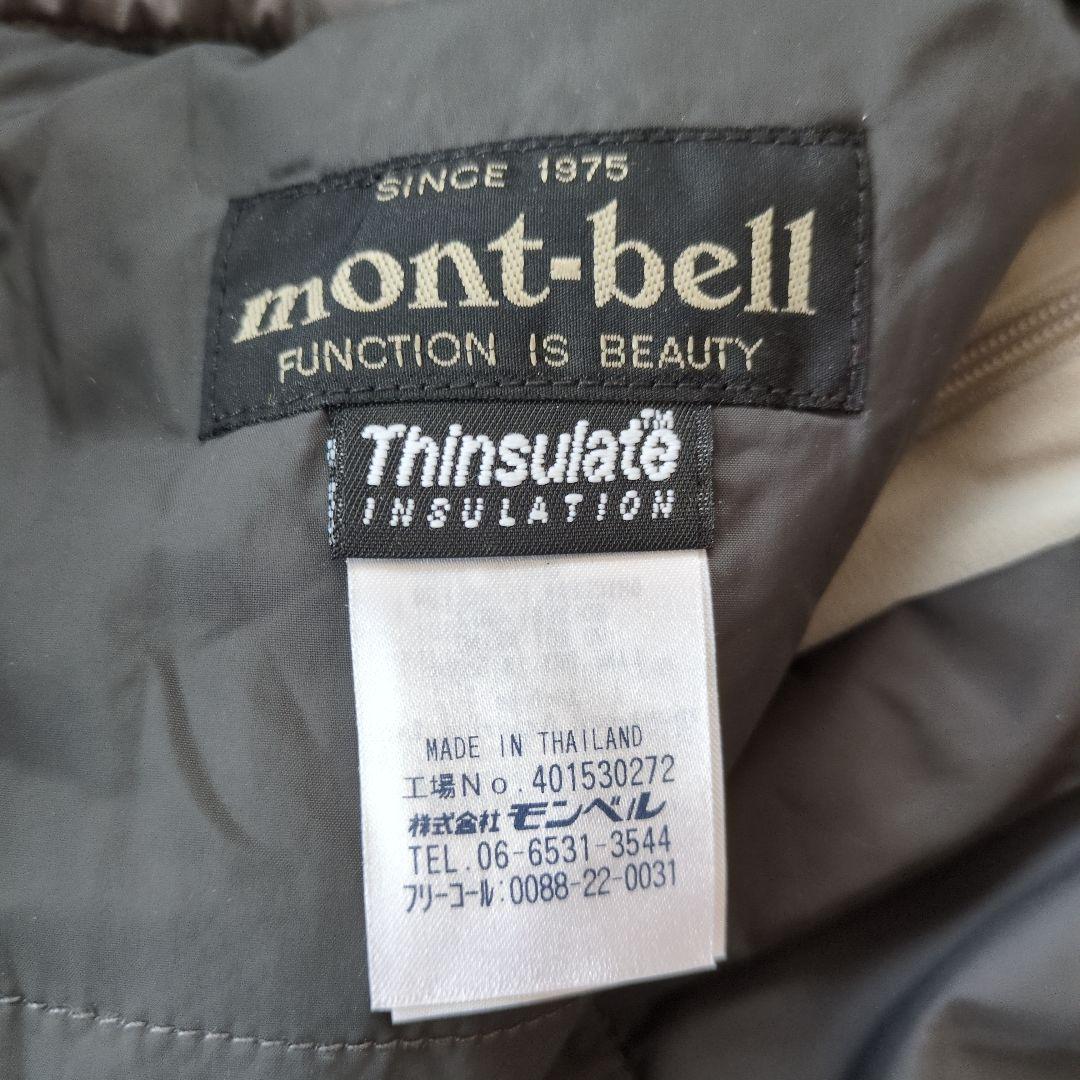 SINCE 1975
mont-bell
FUNCTION IS BEAUTY
Thinsulate™
INSULATION
MADE IN THAILAND
工場No.401530272
株式会社モンベル
TEL.06-6531-3544
フリーコール:0088-22-0031